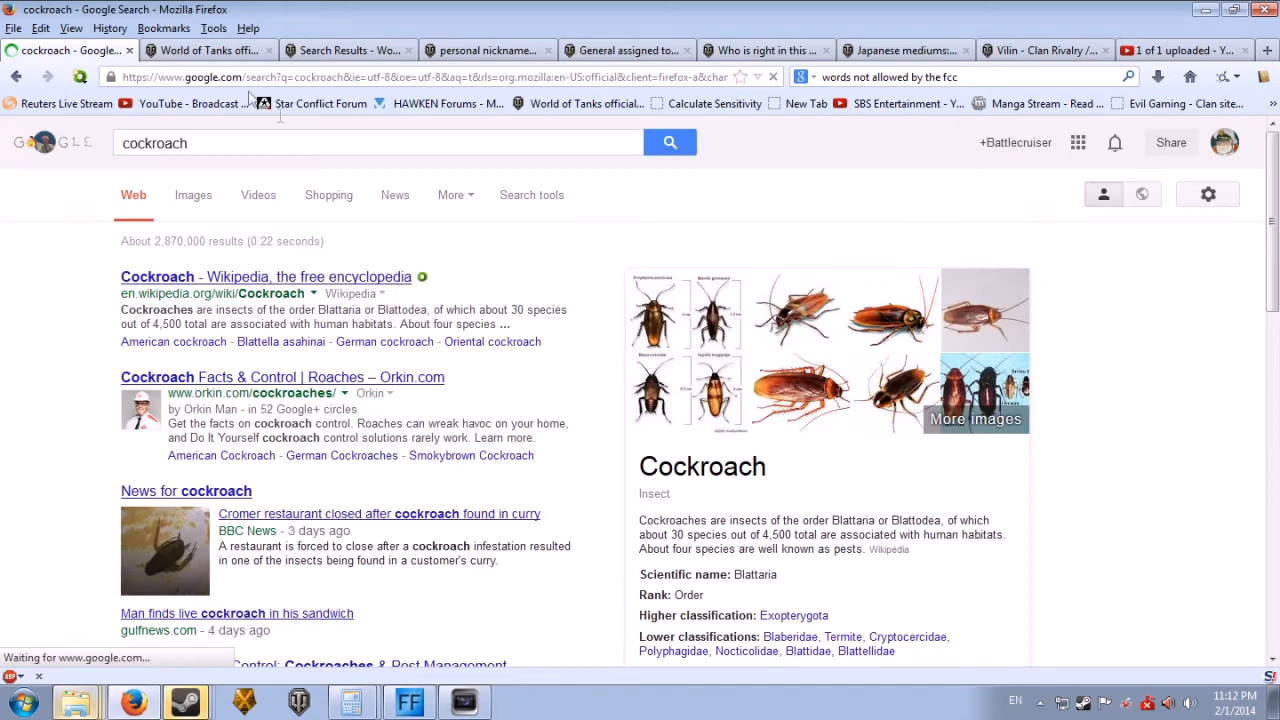 cockroach - Google Search - Mozilla Firefox
File Edit View History Bookmarks Tools Help
cockroach - Google... World of Tanks offi... Search Results - Wo... personal nickname... General assigned to... Who is right in this ... Japanese mediums:... Vilin - Clan Rivalry /... 1 of 1 uploaded - Y...
https://www.google.com/search?q=cockroach&ie=utf-8&oe=utf-8&aq=t&rls=org.mozilla:en-US:official&client=firefox-a&char words not allowed by the fcc
Reuters Live Stream YouTube - Broadcast ... Star Conflict Forum HAWKEN Forums - M... World of Tanks official... Calculate Sensitivity New Tab SBS Entertainment - Y... Manga Stream - Read ... Evil Gaming - Clan site...
cockroach +Battlecruiser Share
Web Images Videos Shopping News More Search tools
About 2,870,000 results (0.22 seconds)
Cockroach - Wikipedia, the free encyclopedia
en.wikipedia.org/wiki/Cockroach Wikipedia
Cockroaches are insects of the order Blattaria or Blattodea, of which about 30 species
out of 4,500 total are associated with human habitats. About four species ...
American cockroach - Blattella asahinai - German cockroach - Oriental cockroach
Cockroach Facts & Control | Roaches – Orkin.com
www.orkin.com/cockroaches/ Orkin
by Orkin Man - in 52 Google+ circles
Get the facts on cockroach control. Roaches can wreak havoc on your home,
and Do It Yourself cockroach control solutions rarely work. Learn more.
American Cockroach - German Cockroaches - Smokybrown Cockroach
News for cockroach
Cromer restaurant closed after cockroach found in curry
BBC News - 3 days ago
A restaurant is forced to close after a cockroach infestation resulted
in one of the insects being found in a customer's curry.
Man finds live cockroach in his sandwich
gulfnews.com - 4 days ago
Control: Cockroaches & Pest Management
More images
Cockroach
Insect
Cockroaches are insects of the order Blattaria or Blattodea, of which
about 30 species out of 4,500 total are associated with human habitats.
About four species are well known as pests. Wikipedia
Scientific name: Blattaria
Rank: Order
Higher classification: Exopterygota
Lower classifications: Blaberidae, Termite, Cryptocercidae,
Polyphagidae, Nocticolidae, Blattidae, Blattellidae
Waiting for www.google.com...
ABP
FF
EN
11:12 PM
2/1/2014